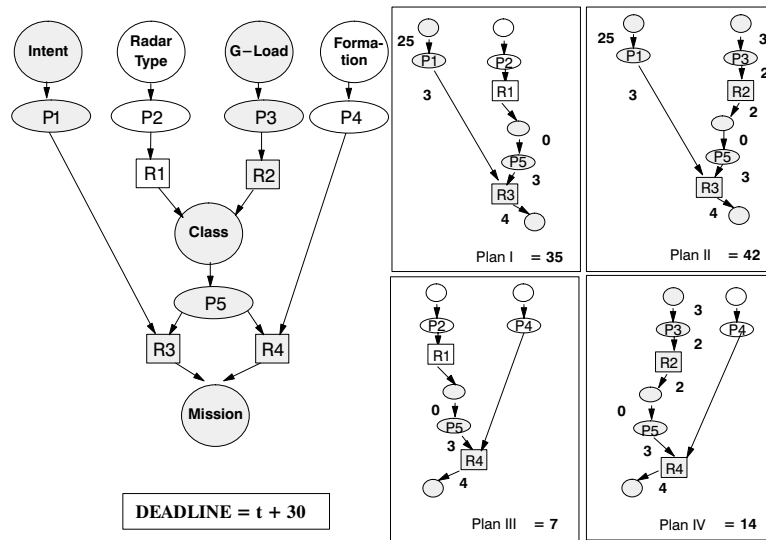 Intent
Radar
Type
G-Load
Forma-
tion
P1
P2
P3
P4
R1
R2
Class
P5
R3
R4
Mission
DEADLINE = t + 30
25
P1
P2
3
R1
0
P5
3
R3
4
Plan I = 35
25
3
P1
P3
2
3
R2
2
0
P5
3
R3
4
Plan II = 42
P2
P4
R1
0
P5
3
R4
4
Plan III = 7
3
P3
P4
2
R2
2
0
P5
3
R4
4
Plan IV = 14